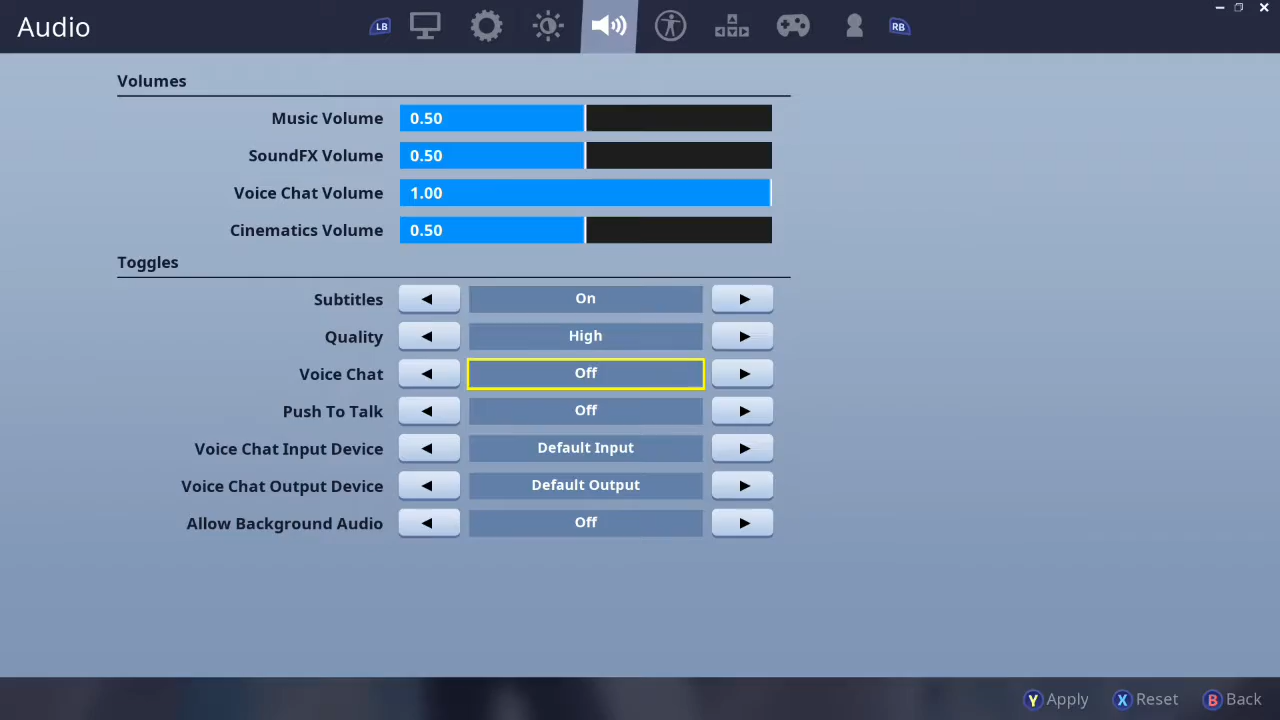 Audio
LB
RB
Volumes
Music Volume 0.50
SoundFX Volume 0.50
Voice Chat Volume 1.00
Cinematics Volume 0.50
Toggles
Subtitles On
Quality High
Voice Chat Off
Push To Talk Off
Voice Chat Input Device Default Input
Voice Chat Output Device Default Output
Allow Background Audio Off
Y Apply X Reset B Back